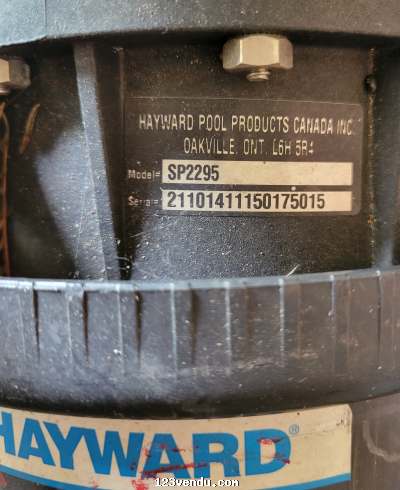 HAYWARD POOL PRODUCTS CANADA INC.
OAKVILLE, ONT. L6H 5R4
Model# SP2295
Serial# 21101411150175015
HAYWARD®
123vendu.com